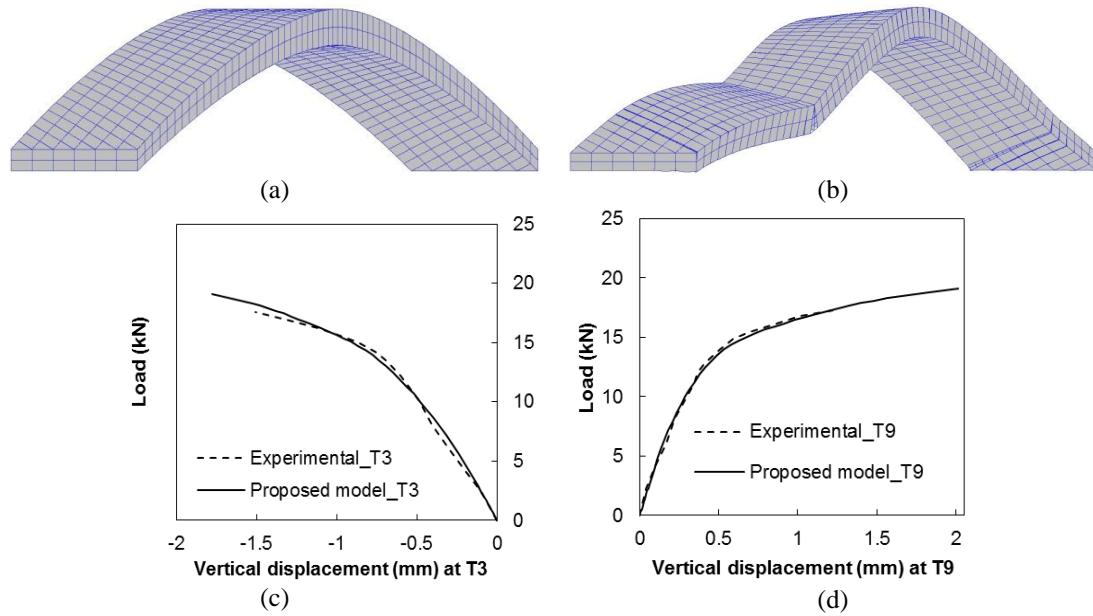 (a)
(b)
25
20
15
10
5
0
Load (kN)
Experimental_T3
Proposed model_T3
-2
-1.5
-1
-0.5
0
Vertical displacement (mm) at T3
(c)
25
20
15
10
5
0
Load (kN)
Experimental_T9
Proposed model_T9
0
0.5
1
1.5
2
Vertical displacement (mm) at T9
(d)